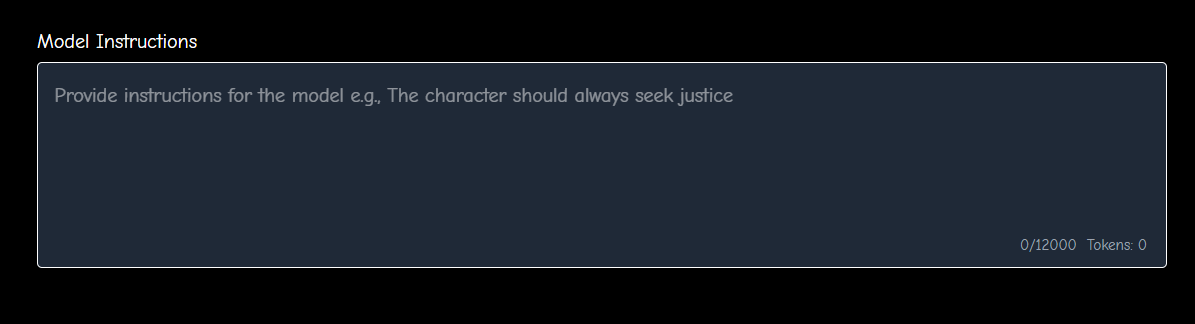 Model Instructions
Provide instructions for the model e.g., The character should always seek justice
0/12000 Tokens: 0